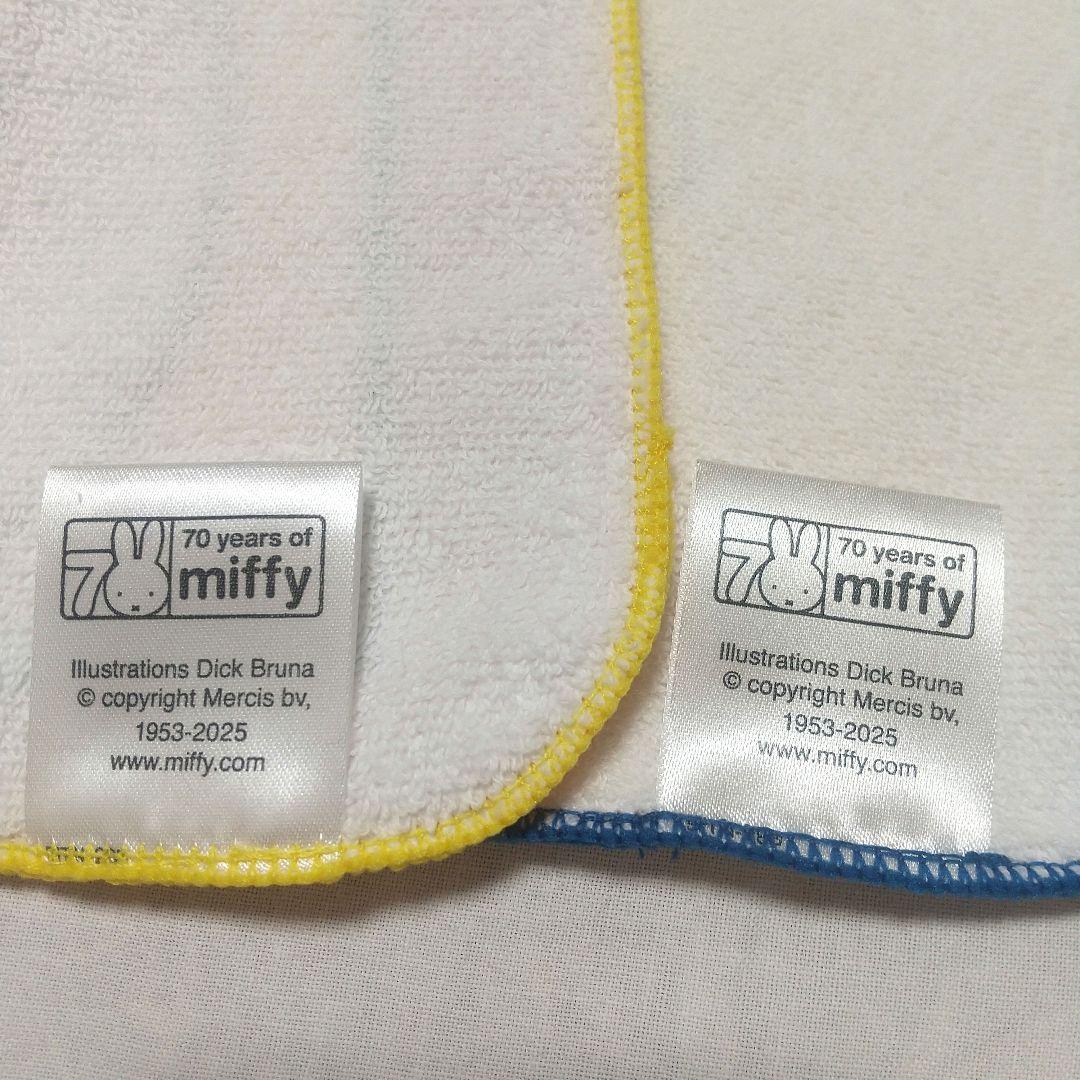 70 years of
miffy
Illustrations Dick Bruna
© copyright Mercis bv,
1953-2025
www.miffy.com
70 years of
miffy
Illustrations Dick Bruna
© copyright Mercis bv,
1953-2025
www.miffy.com